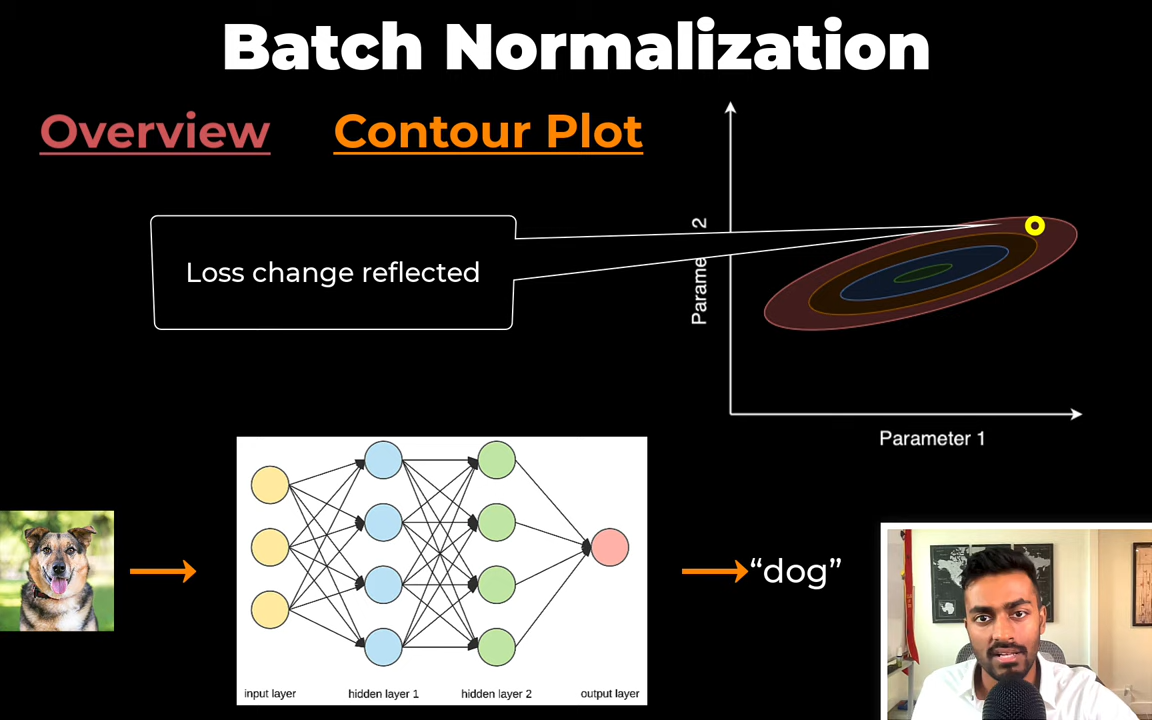 Batch Normalization
Overview
Contour Plot
Loss change reflected
Parame 2
Parameter 1
"dog"
input layer
hidden layer 1
hidden layer 2
output layer